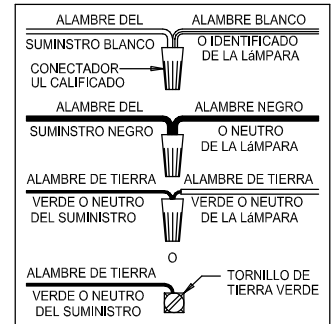 ALAMBRE DEL
SUMINSTRO BLANCO
ALAMBRE BLANCO
O IDENTIFICADO
DE LA LáMPARA
CONECTADOR
UL CALIFICADO
ALAMBRE DEL
SUMINSTRO NEGRO
ALAMBRE NEGRO
O NEUTRO
DE LA LáMPARA
ALAMBRE DE TIERRA
VERDE O NEUTRO
DEL SUMINISTRO
ALAMBRE DE TIERRA
VERDE O NEUTRO
DE LA LáMPARA
O
ALAMBRE DE TIERRA
VERDE O NEUTRO
DEL SUMINISTRO
TORNILLO DE
TIERRA VERDE